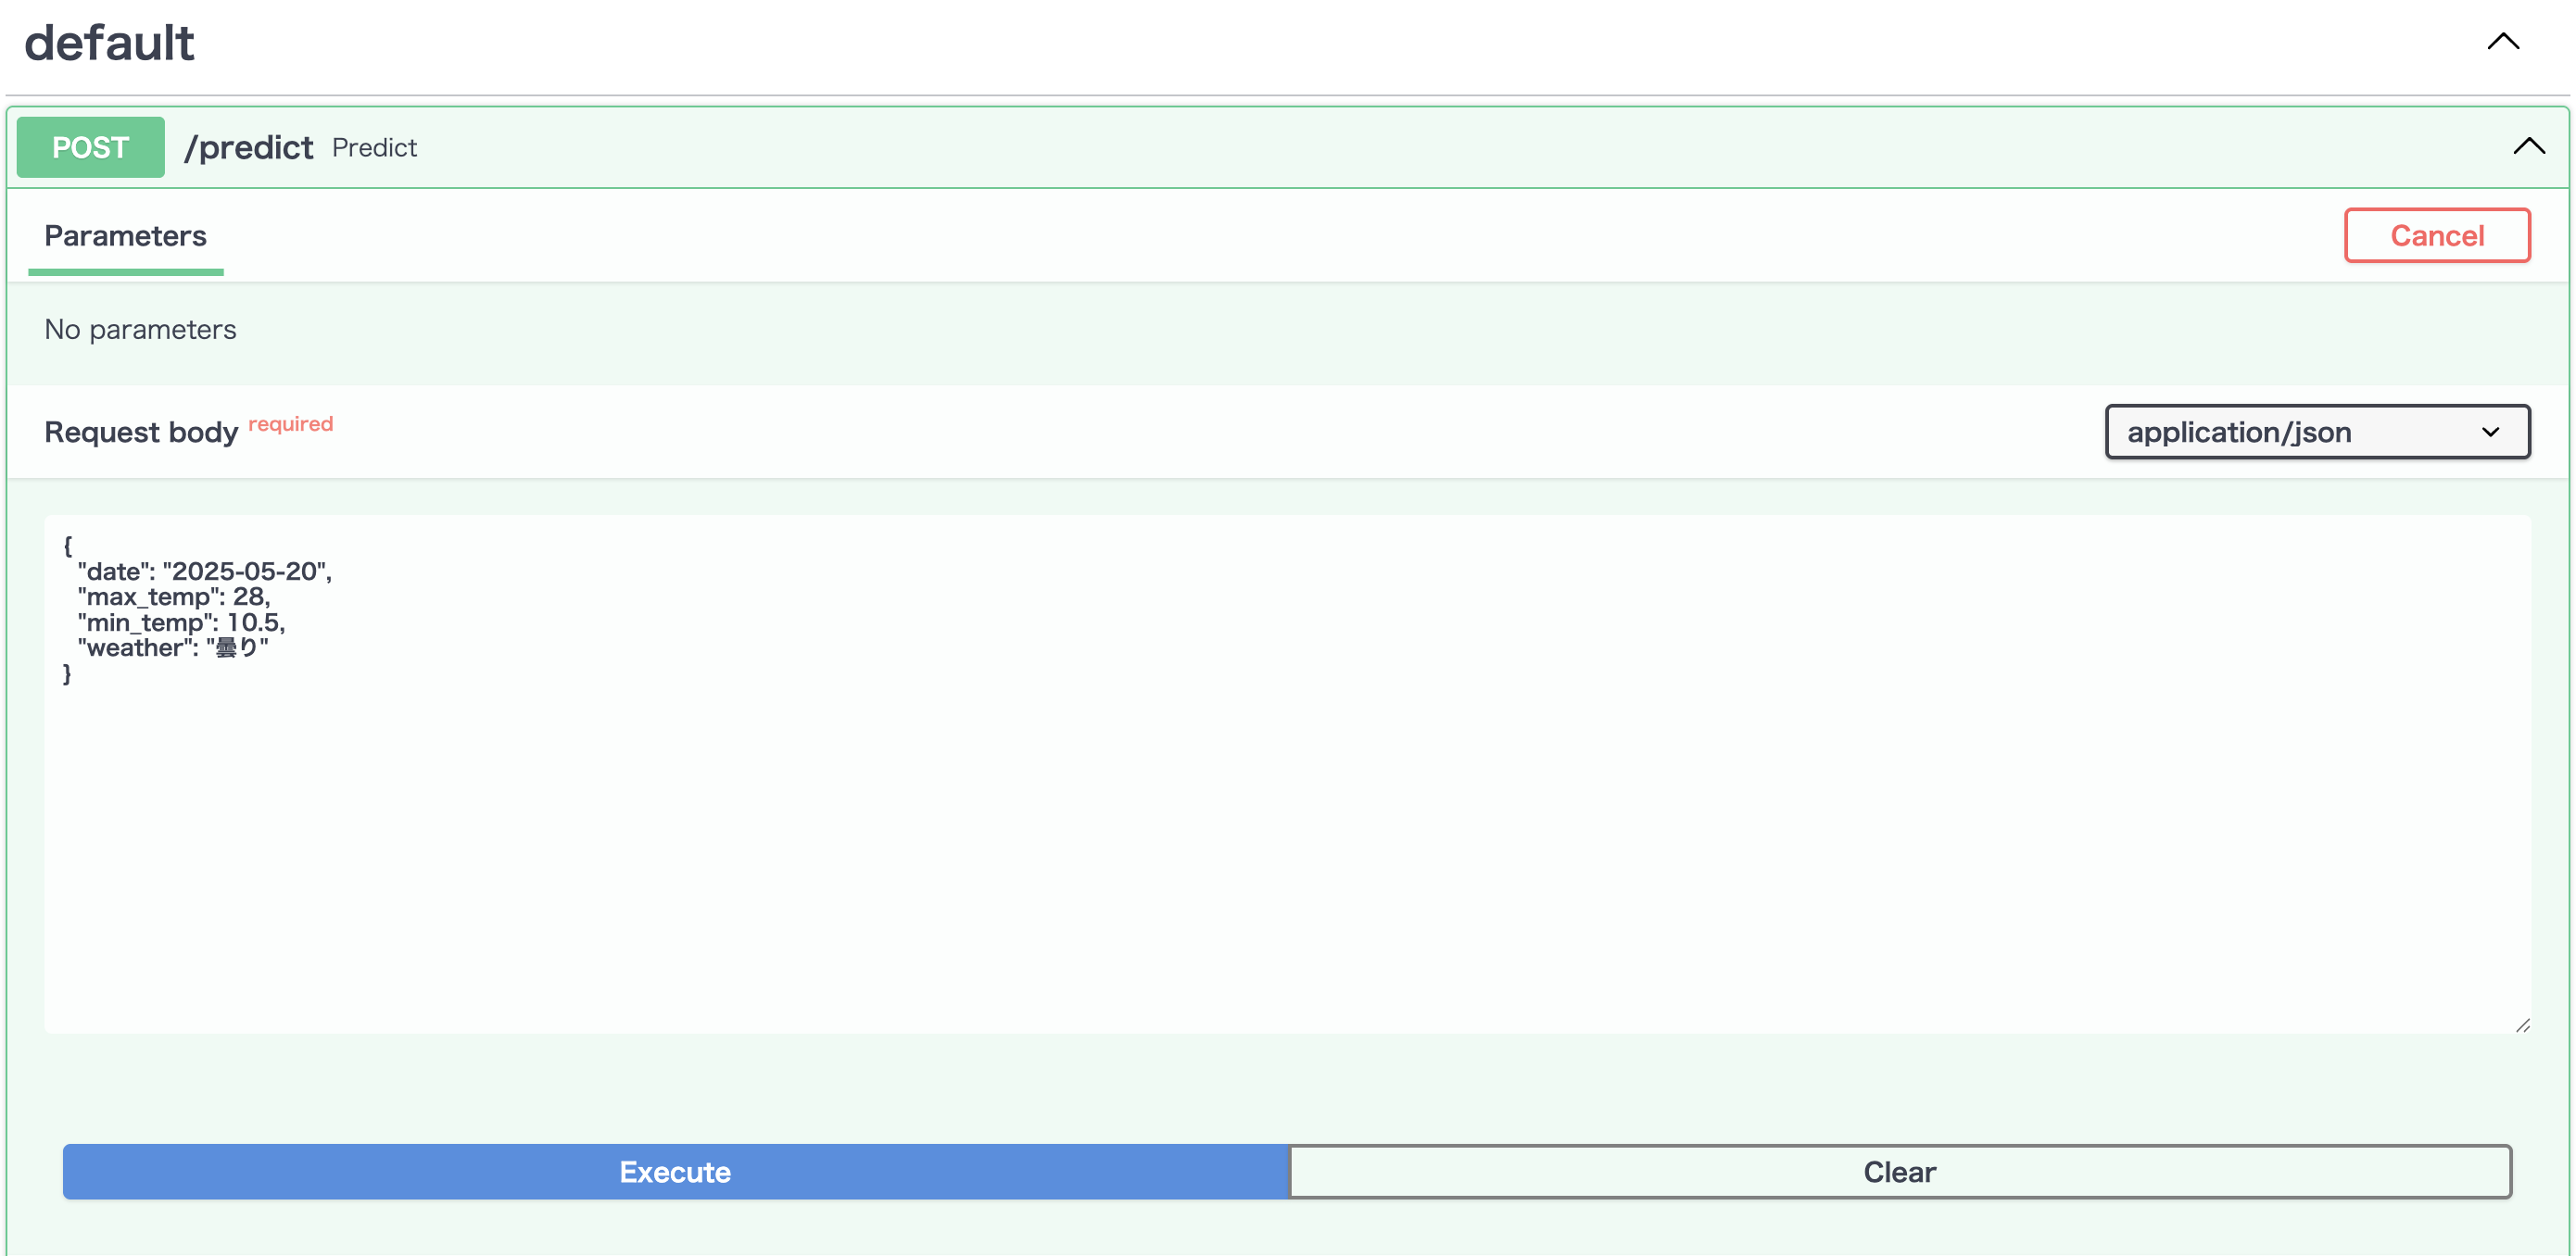 default
POST /predict Predict
Parameters
Cancel
No parameters
Request body required
application/json
{
"date": "2025-05-20",
"max_temp": 28,
"min_temp": 10.5,
"weather": "曇り"
}
Execute
Clear